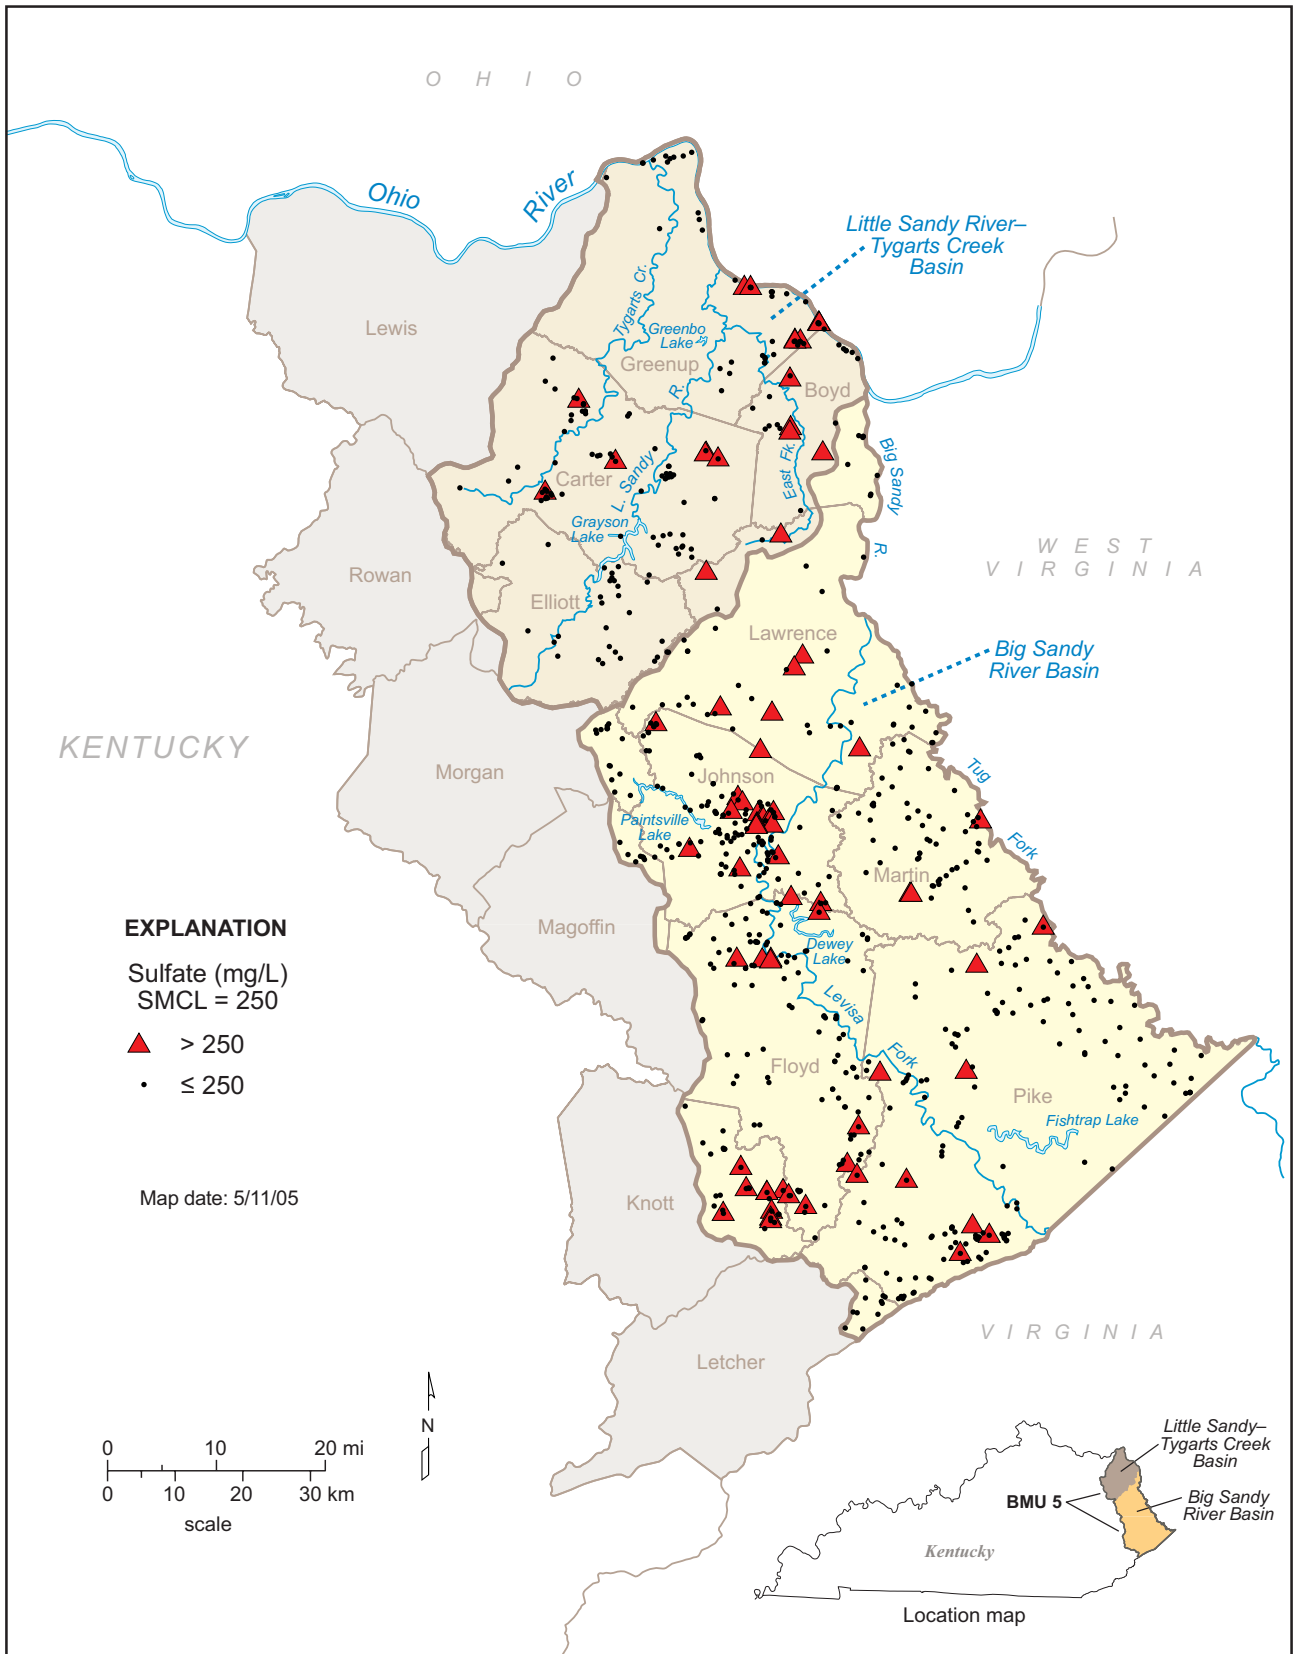 O H I O
Ohio
River
Little Sandy River–
Tygarts Creek
Basin
Tygarts Cr.
Lewis
Greenbo
Lake
Greenup
R.
Boyd
Big Sandy
R.
East Fk.
L. Sandy
Carter
Grayson
Lake
WEST
VIRGINIA
Rowan
Elliott
Lawrence
Big Sandy
River Basin
KENTUCKY
Morgan
Johnson
Tug
Fork
Paintsville
Lake
Martin
Magoffin
Dewey
Lake
Levisa
Fork
Floyd
Pike
Fishtrap Lake
EXPLANATION
Sulfate (mg/L)
SMCL = 250
> 250
≤ 250
Map date: 5/11/05
Knott
VIRGINIA
Letcher
N
0 10 20 mi
0 10 20 30 km
scale
Little Sandy–
Tygarts Creek
Basin
BMU 5
Big Sandy
River Basin
Kentucky
Location map